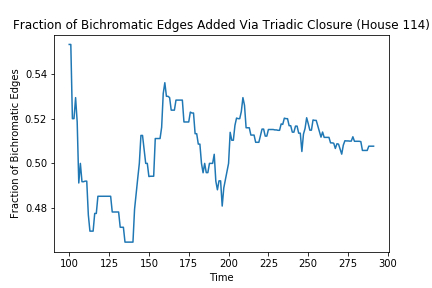 Fraction of Bichromatic Edges Added Via Triadic Closure (House 114)
Fraction of Bichromatic Edges
0.54
0.52
0.50
0.48
100 125 150 175 200 225 250 275 300
Time